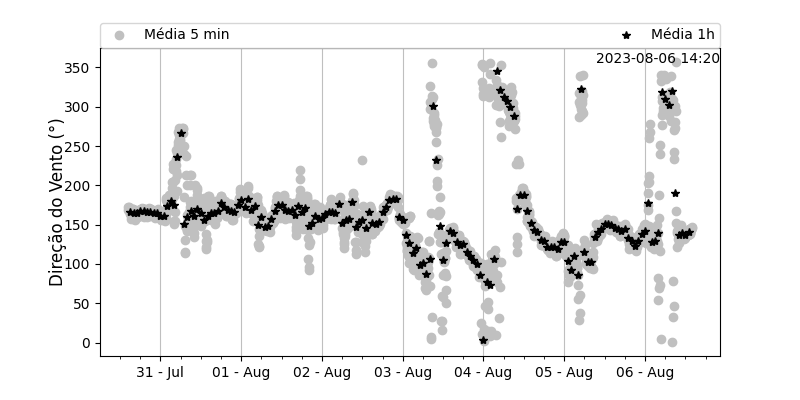 Média 5 min
Média 1h
2023-08-06 14:20
Direção do Vento (°)
350
300
250
200
150
100
50
0
31 - Jul
01 - Aug
02 - Aug
03 - Aug
04 - Aug
05 - Aug
06 - Aug